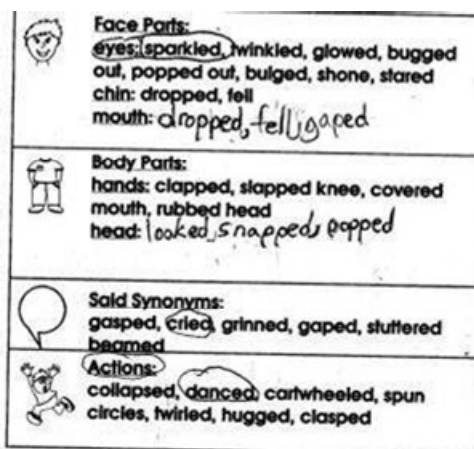 Face Parts:
eyes: sparkled, twinkled, glowed, bugged
out, popped out, bulged, shone, stared
chin: dropped, fell
mouth: dropped, fell, gaped
Body Parts:
hands: clapped, slapped knee, covered
mouth, rubbed head
head: looked, snapped, popped
Said Synonyms:
gasped, cried, grinned, gaped, stuttered
beamed
Actions:
collapsed, danced, cartwheeled, spun
circles, twirled, hugged, clasped